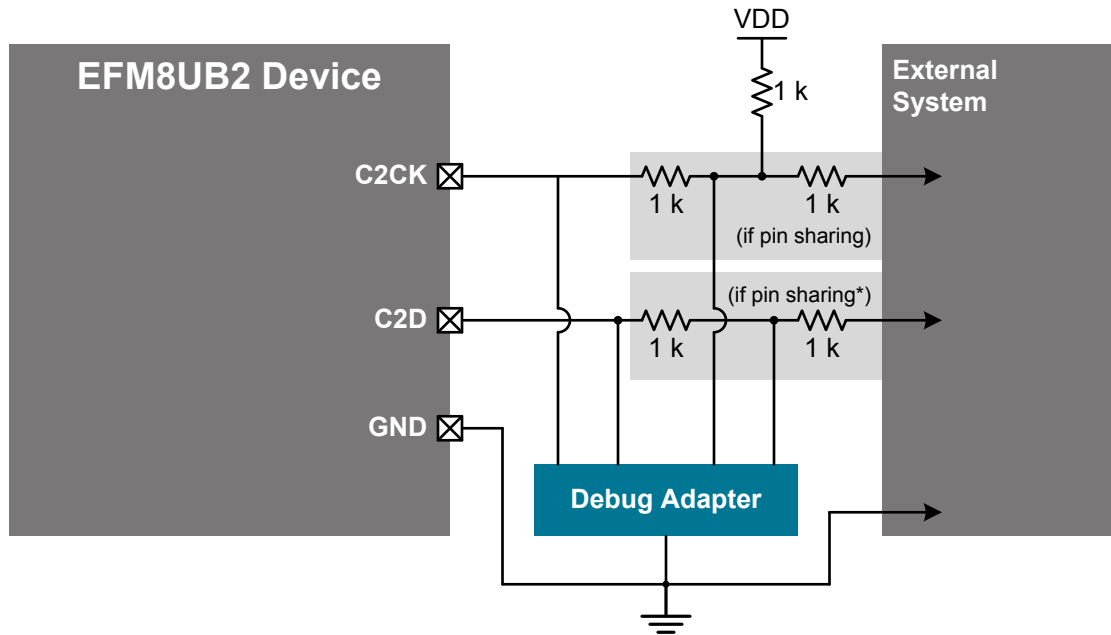 VDD
EFM8UB2 Device
External
System
1 k
C2CK
1 k
1 k
(if pin sharing)
(if pin sharing*)
C2D
1 k
1 k
GND
Debug Adapter